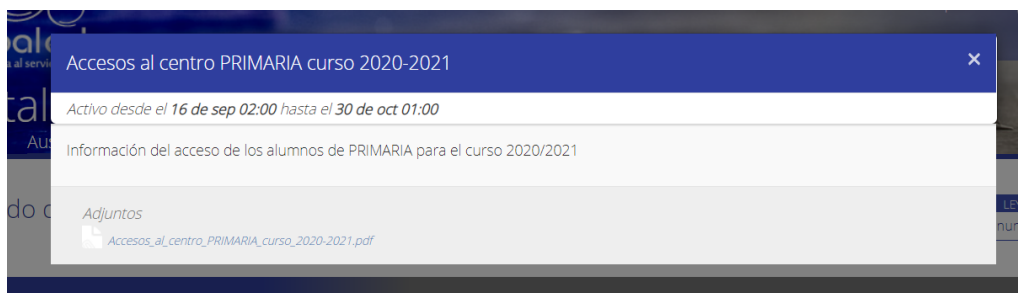 Accesos al centro PRIMARIA curso 2020-2021 ×
Activo desde el 16 de sep 02:00 hasta el 30 de oct 01:00
Información del acceso de los alumnos de PRIMARIA para el curso 2020/2021
do
Adjuntos
Accesos_al_centro_PRIMARIA_curso_2020-2021.pdf